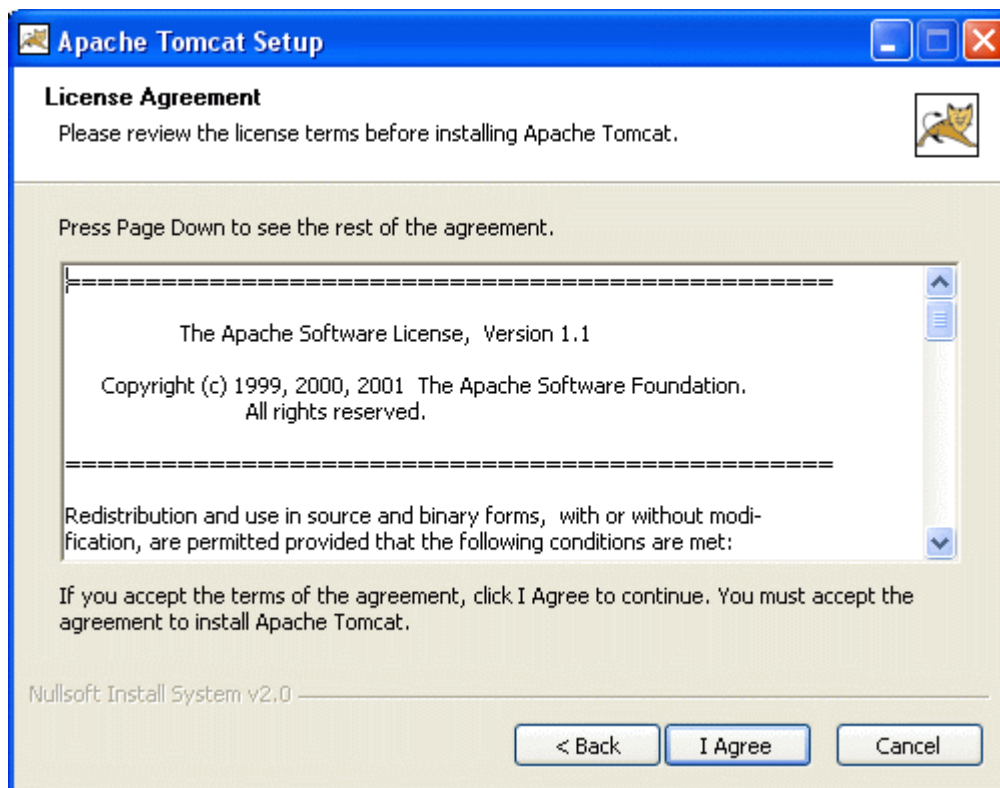 Apache Tomcat Setup
License Agreement
Please review the license terms before installing Apache Tomcat.
Press Page Down to see the rest of the agreement.
================================================
The Apache Software License,  Version 1.1
Copyright (c) 1999, 2000, 2001  The Apache Software Foundation.
All rights reserved.
================================================
Redistribution and use in source and binary forms,  with or without modi-
fication, are permitted provided that the following conditions are met:
If you accept the terms of the agreement, click I Agree to continue. You must accept the
agreement to install Apache Tomcat.
Nullsoft Install System v2.0
< Back
I Agree
Cancel